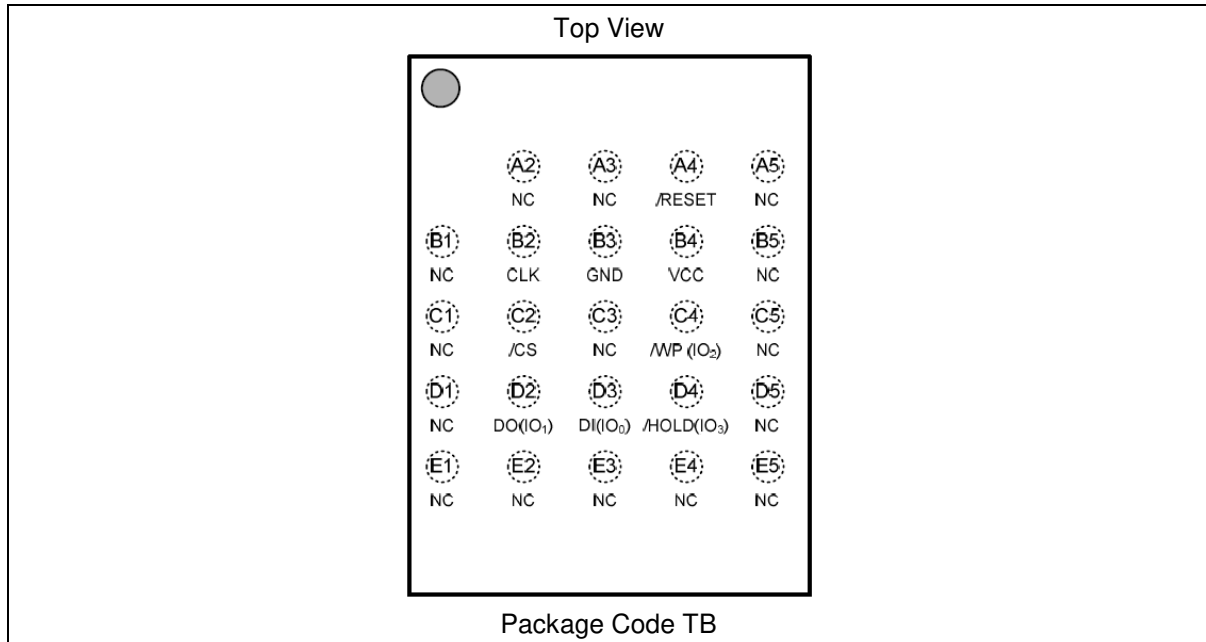 Top View
A2 A3 A4 A5
NC NC /RESET NC
B1 B2 B3 B4 B5
NC CLK GND VCC NC
C1 C2 C3 C4 C5
NC /CS NC /WP (IO₂) NC
D1 D2 D3 D4 D5
NC DO(IO₁) DI(IO₀) /HOLD(IO₃) NC
E1 E2 E3 E4 E5
NC NC NC NC NC
Package Code TB